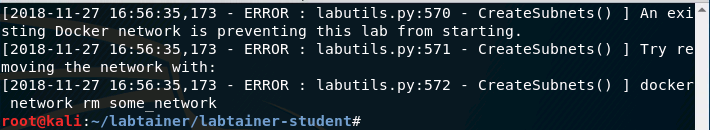 [2018-11-27 16:56:35,173 - ERROR : labutils.py:570 - CreateSubnets() ] An exi
sting Docker network is preventing this lab from starting.
[2018-11-27 16:56:35,173 - ERROR : labutils.py:571 - CreateSubnets() ] Try re
moving the network with:
[2018-11-27 16:56:35,173 - ERROR : labutils.py:572 - CreateSubnets() ] docker
 network rm some_network
root@kali:~/labtainer/labtainer-student#